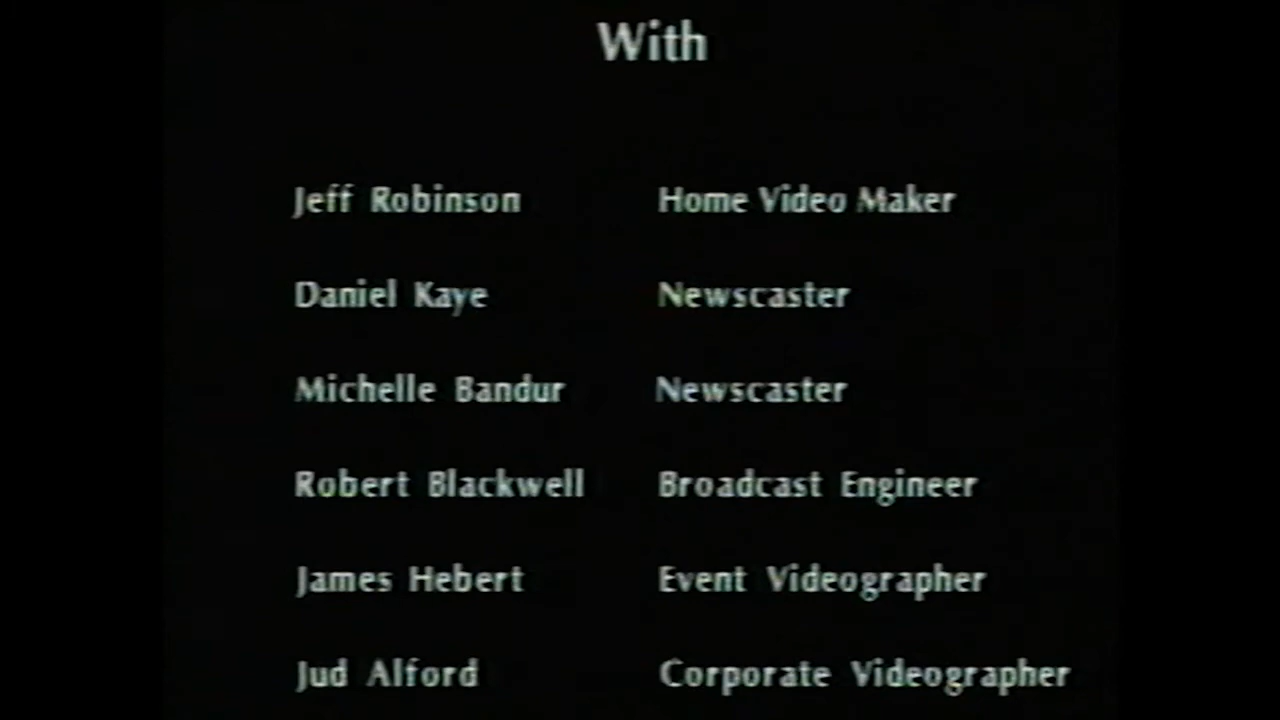 With
Jeff Robinson Home Video Maker
Daniel Kaye Newscaster
Michelle Bandur Newscaster
Robert Blackwell Broadcast Engineer
James Hebert Event Videographer
Jud Alford Corporate Videographer